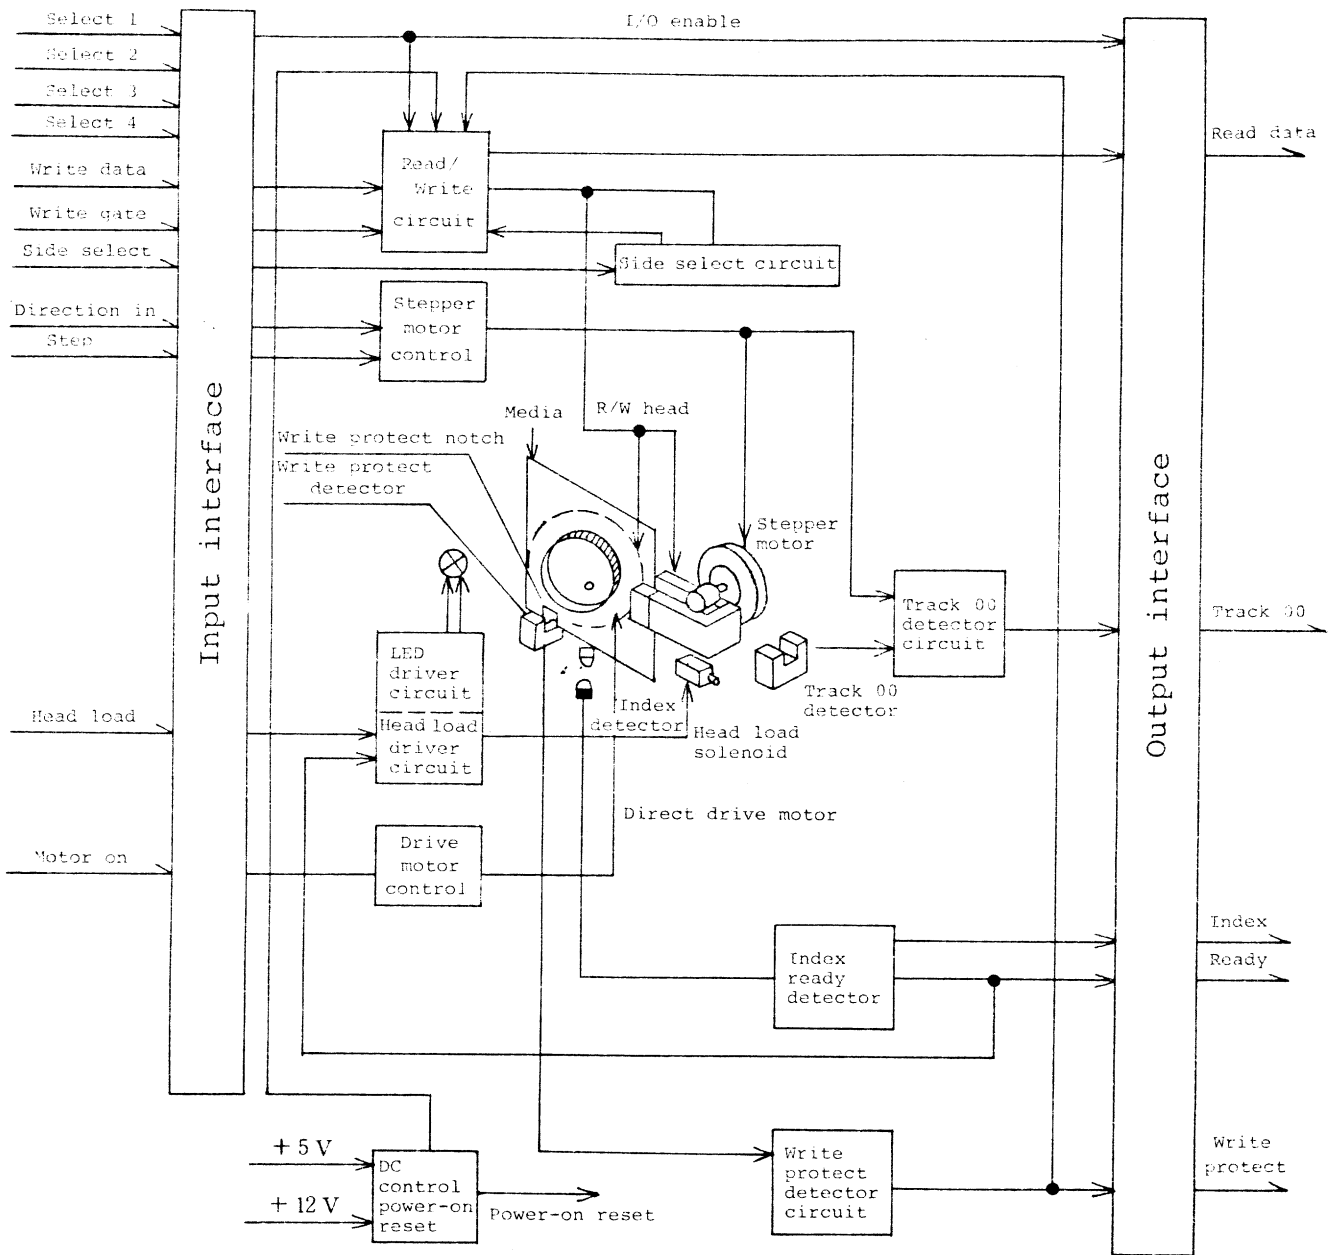 Select 1
I/O enable
Select 2
Select 3
Select 4
Write data
Write gate
Side select
Direction in
Step
Input interface
Read/
Write
circuit
Side select circuit
Stepper
motor
control
Media
R/W head
Write protect notch
Write protect
detector
Stepper
motor
Track 00
detector
circuit
LED
driver
circuit
Head load
driver
circuit
Index
detector
Head load
solenoid
Track 00
detector
Head load
Direct drive motor
Motor on
Drive
motor
control
Index
ready
detector
+5V
+12V
DC
control
power-on
reset
Power-on reset
Write
protect
detector
circuit
Output interface
Read data
Track 00
Index
Ready
Write
protect